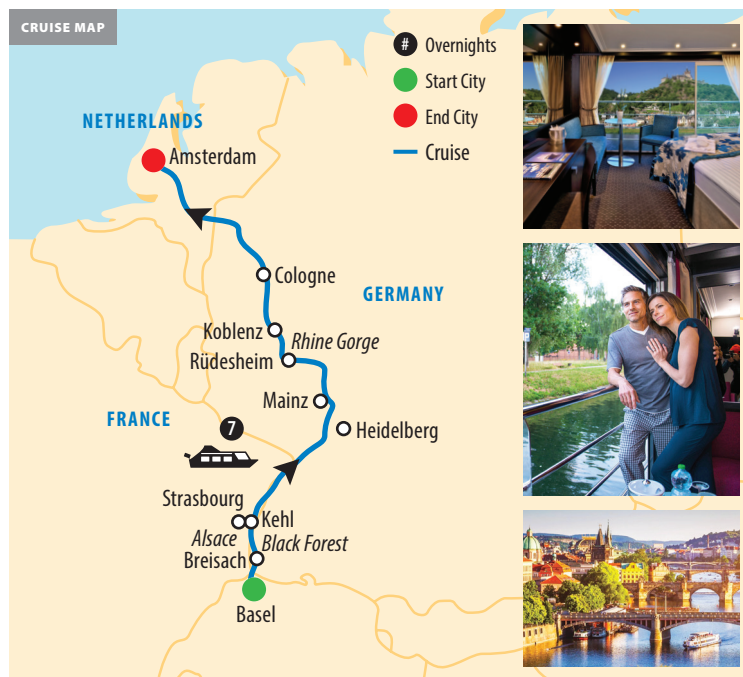 CRUISE MAP
# Overnights
Start City
End City
Cruise
NETHERLANDS
Amsterdam
Cologne
GERMANY
Koblenz
Rhine Gorge
Rüdesheim
Mainz
FRANCE
7
Heidelberg
Strasbourg
Kehl
Alsace
Black Forest
Breisach
Basel